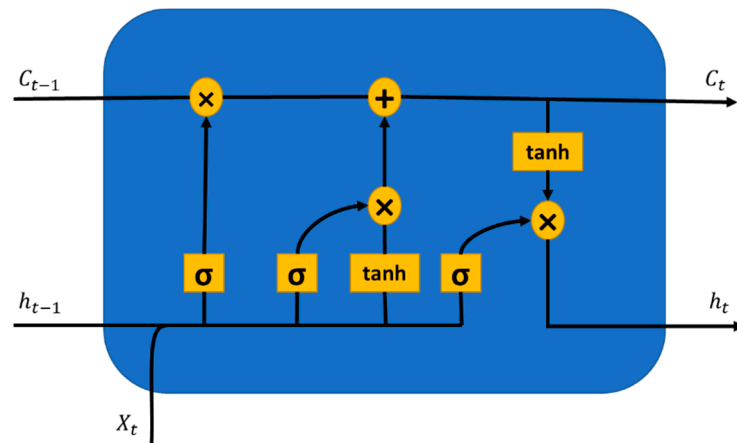 C_{t-1}
C_t
×
+
tanh
×
×
σ
σ
tanh
σ
h_{t-1}
h_t
X_t